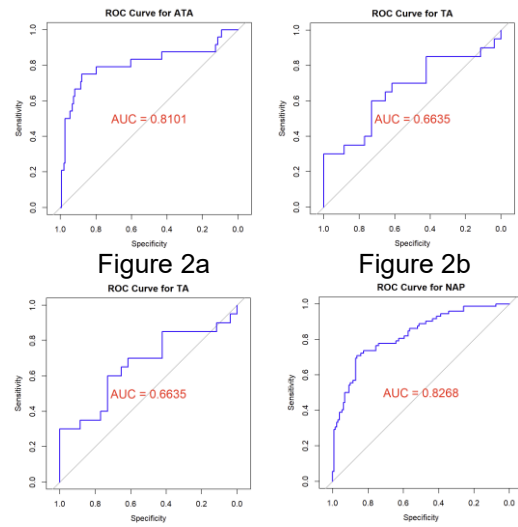 ROC Curve for ATA
Sensitivity
0.0 0.2 0.4 0.6 0.8 1.0
AUC = 0.8101
1.0 0.8 0.6 0.4 0.2 0.0
Specificity
Figure 2a
ROC Curve for TA
Sensitivity
0.0 0.2 0.4 0.6 0.8 1.0
AUC = 0.6635
1.0 0.8 0.6 0.4 0.2 0.0
Specificity
Figure 2b
ROC Curve for TA
Sensitivity
0.0 0.2 0.4 0.6 0.8 1.0
AUC = 0.6635
1.0 0.8 0.6 0.4 0.2 0.0
Specificity
ROC Curve for NAP
Sensitivity
0.0 0.2 0.4 0.6 0.8 1.0
AUC = 0.8268
1.0 0.8 0.6 0.4 0.2 0.0
Specificity